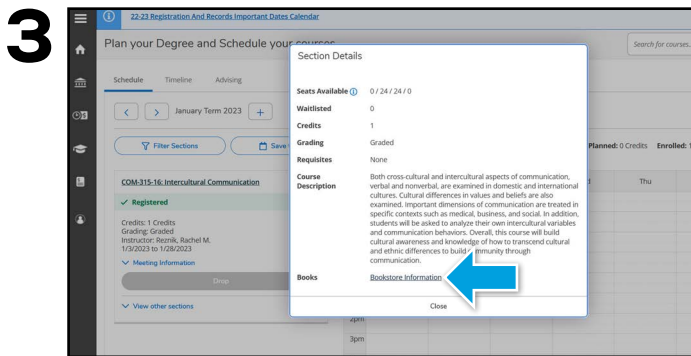 3
22-23 Registration And Records Important Dates Calendar
Plan your Degree and Schedule your courses
Search for courses.
Schedule Timeline Advising
January Term 2023
Filter Sections
Save
Planned: 0 Credits Enrolled:
Thu
COM-315-16: Intercultural Communication
Registered
Credits: 1 Credits
Grading: Graded
Instructor: Reznik, Rachel M.
1/3/2023 to 1/28/2023
Meeting Information
Drop
View other sections
2pm
3pm
Section Details
Seats Available 0 / 24 / 24 / 0
Waitlisted 0
Credits 1
Grading Graded
Requisites None
Course Description
Both cross-cultural and intercultural aspects of communication,
verbal and nonverbal, are examined in domestic and international
cultures. Cultural differences in values and beliefs are also
examined. Important dimensions of communication are treated in
specific contexts such as medical, business, and social. In addition,
students will be asked to analyze their own intercultural variables
and communication behaviors. Overall, this course will build
cultural awareness and knowledge of how to transcend cultural
and ethnic differences to build community through
communication.
Books Bookstore Information
Close